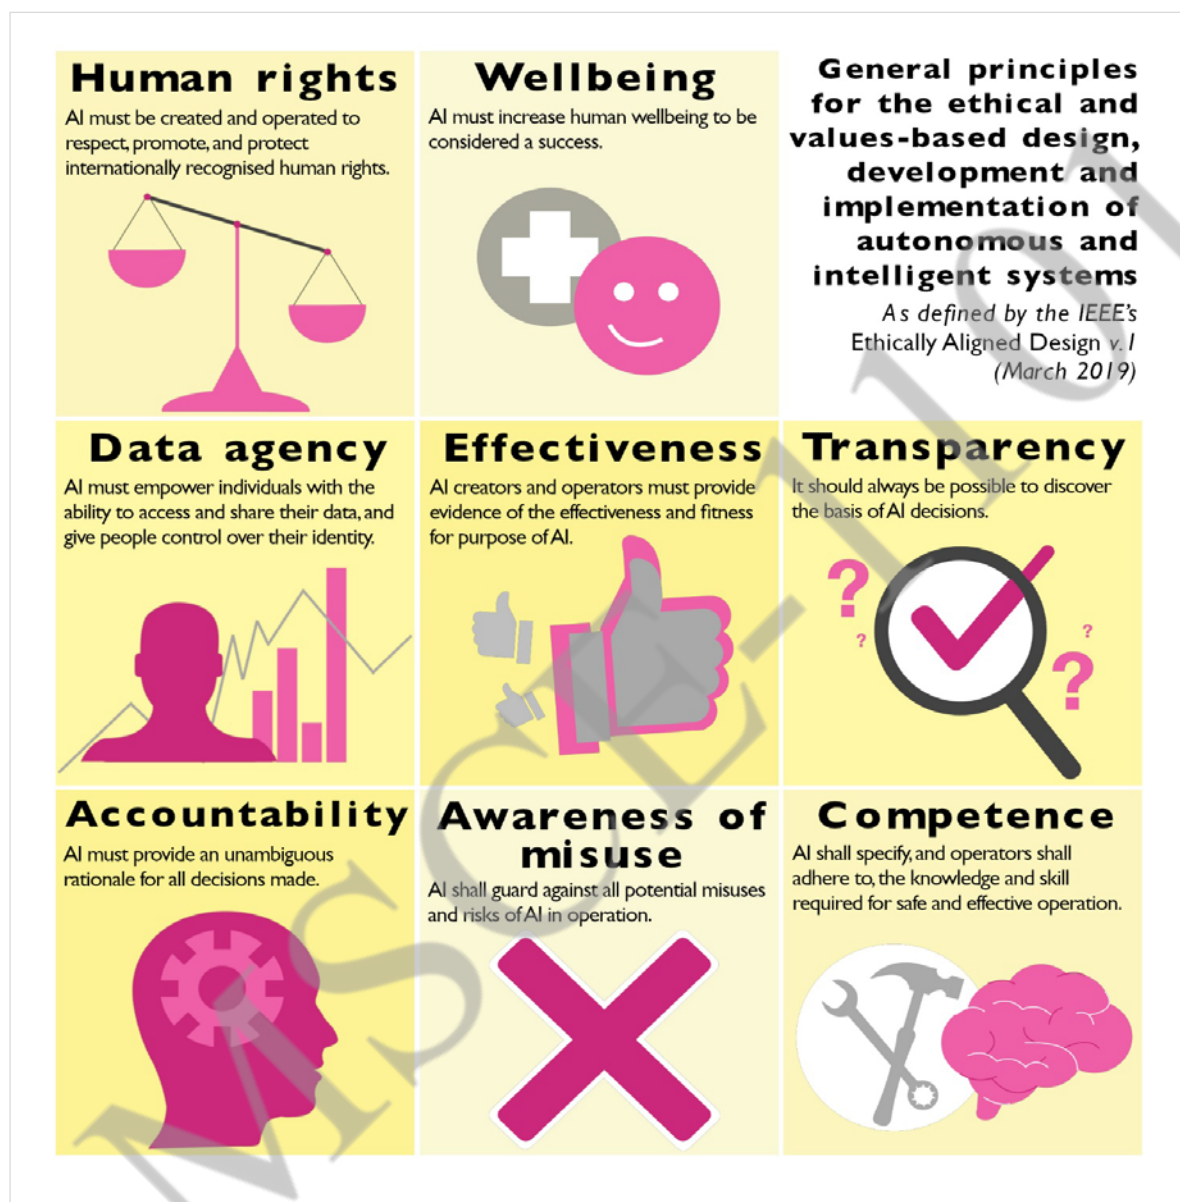 Human rights
AI must be created and operated to
respect, promote, and protect
internationally recognised human rights.
Wellbeing
AI must increase human wellbeing to be
considered a success.
General principles
for the ethical and
values-based design,
development and
implementation of
autonomous and
intelligent systems
As defined by the IEEE's
Ethically Aligned Design v.1
(March 2019)
Data agency
AI must empower individuals with the
ability to access and share their data, and
give people control over their identity.
Effectiveness
AI creators and operators must provide
evidence of the effectiveness and fitness
for purpose of AI.
Transparency
It should always be possible to discover
the basis of AI decisions.
?
?
?
?
Accountability
AI must provide an unambiguous
rationale for all decisions made.
Awareness of
misuse
AI shall guard against all potential misuses
and risks of AI in operation.
Competence
AI shall specify, and operators shall
adhere to, the knowledge and skill
required for safe and effective operation.
MSCE-101